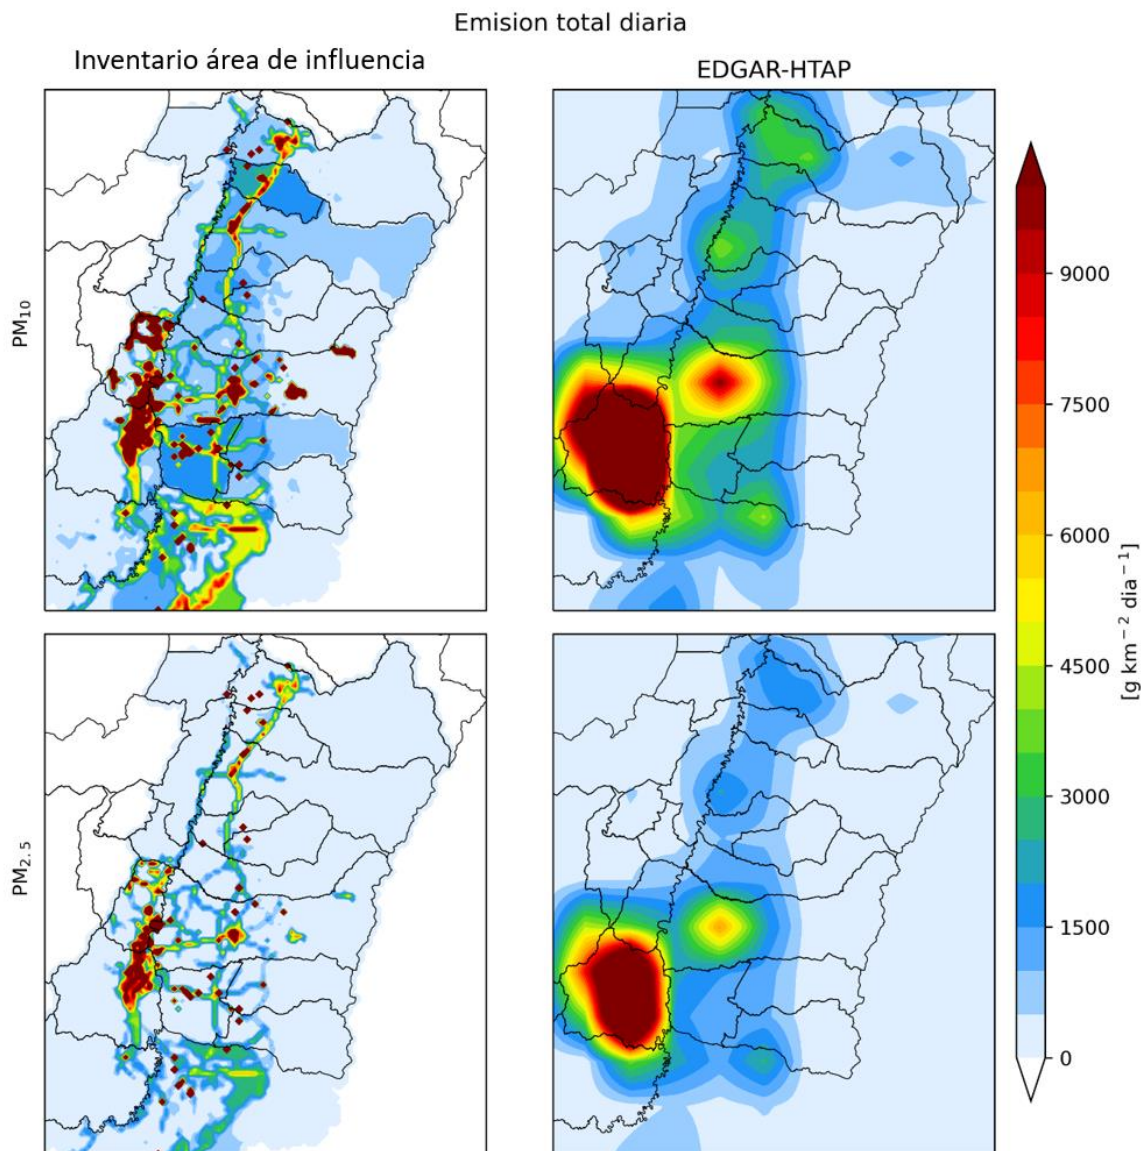 Emision total diaria
Inventario área de influencia
EDGAR-HTAP
PM₁₀
PM₂.₅
9000
7500
6000
4500
3000
1500
0
[g km⁻² dia⁻¹]